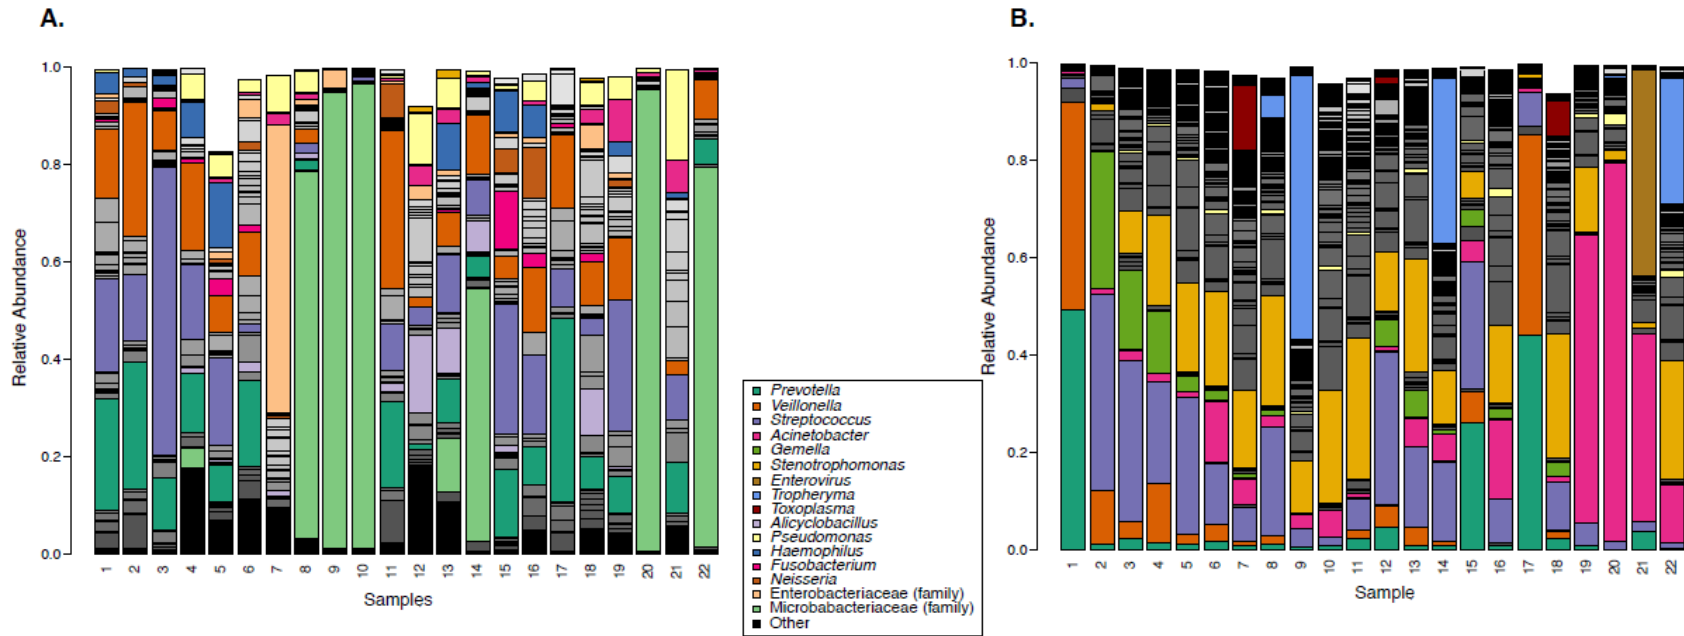 A.
B.
1.0
0.8
0.6
0.4
0.2
0.0
Relative Abundance
1 2 3 4 5 6 7 8 9 10 11 12 13 14 15 16 17 18 19 20 21 22
Samples
Prevotella
Veillonella
Streptococcus
Acinetobacter
Gemella
Stenotrophomonas
Enterovirus
Tropheryma
Toxoplasma
Alicyclobacillus
Pseudomonas
Haemophilus
Fusobacterium
Neisseria
Enterobacteriaceae (family)
Microbabacteriaceae (family)
Other
1.0
0.8
0.6
0.4
0.2
0.0
Relative Abundance
1 2 3 4 5 6 7 8 9 10 11 12 13 14 15 16 17 18 19 20 21 22
Sample